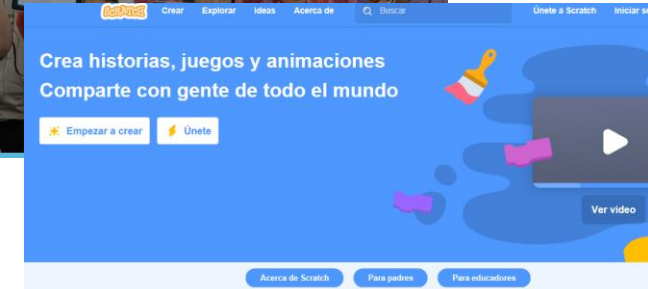 SCRATCH Crear Explorar Ideas Acerca de Buscar Únete a Scratch Iniciar
Crea historias, juegos y animaciones
Comparte con gente de todo el mundo
Empezar a crear Únete
Ver video
Acerca de Scratch Para padres Para educadores